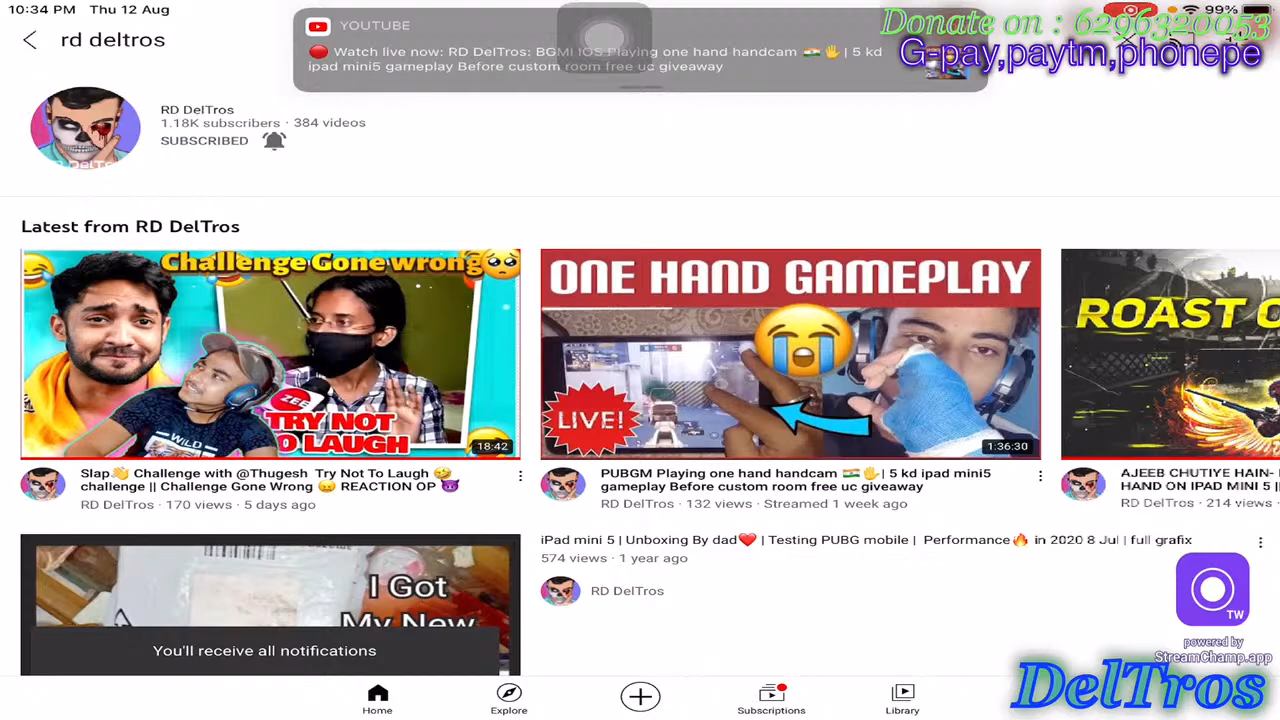 10:34 PM Thu 12 Aug
99%
rd deltros
YOUTUBE
🔴 Watch live now: RD DelTros: BGMI IOS Playing one hand handcam 🇮🇳✋ | 5 kd
ipad mini5 gameplay Before custom room free uc giveaway
Donate on : 6296320053
G-pay,paytm,phonepe
RD DelTros
1.18K subscribers · 384 videos
SUBSCRIBED
Latest from RD DelTros
Challenge Gone wrong
WILD
ZEE
TRY NOT
TO LAUGH
18:42
ONE HAND GAMEPLAY
LIVE!
1:36:30
ROAST O
Slap👋 Challenge with @Thugesh Try Not To Laugh 🤣
challenge || Challenge Gone Wrong 😖 REACTION OP 😈
RD DelTros · 170 views · 5 days ago
PUBGM Playing one hand handcam 🇮🇳✋| 5 kd ipad mini5
gameplay Before custom room free uc giveaway
RD DelTros · 132 views · Streamed 1 week ago
AJEEB CHUTIYE HAIN-
HAND ON IPAD MINI 5 ||
RD DelTros · 214 views ·
I Got
My New
iPad mini 5 | Unboxing By dad❤️ | Testing PUBG mobile | Performance🔥 in 2020 8 Jul | full grafix
574 views · 1 year ago
RD DelTros
You'll receive all notifications
TW
powered by
StreamChamp.app
DelTros
Home
Explore
Subscriptions
Library